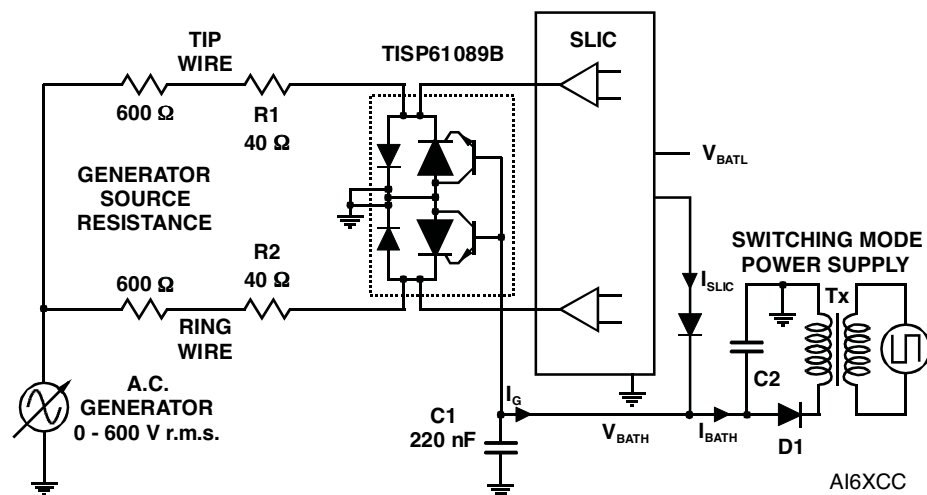 TIP
WIRE
TISP61089B
SLIC
600 Ω
R1
40 Ω
GENERATOR
SOURCE
RESISTANCE
V_BATL
R2
40 Ω
600 Ω
RING
WIRE
SWITCHING MODE
POWER SUPPLY
I_SLIC
Tx
C2
A.C.
GENERATOR
0 - 600 V r.m.s.
C1
220 nF
I_G
V_BATH
I_BATH
D1
AI6XCC